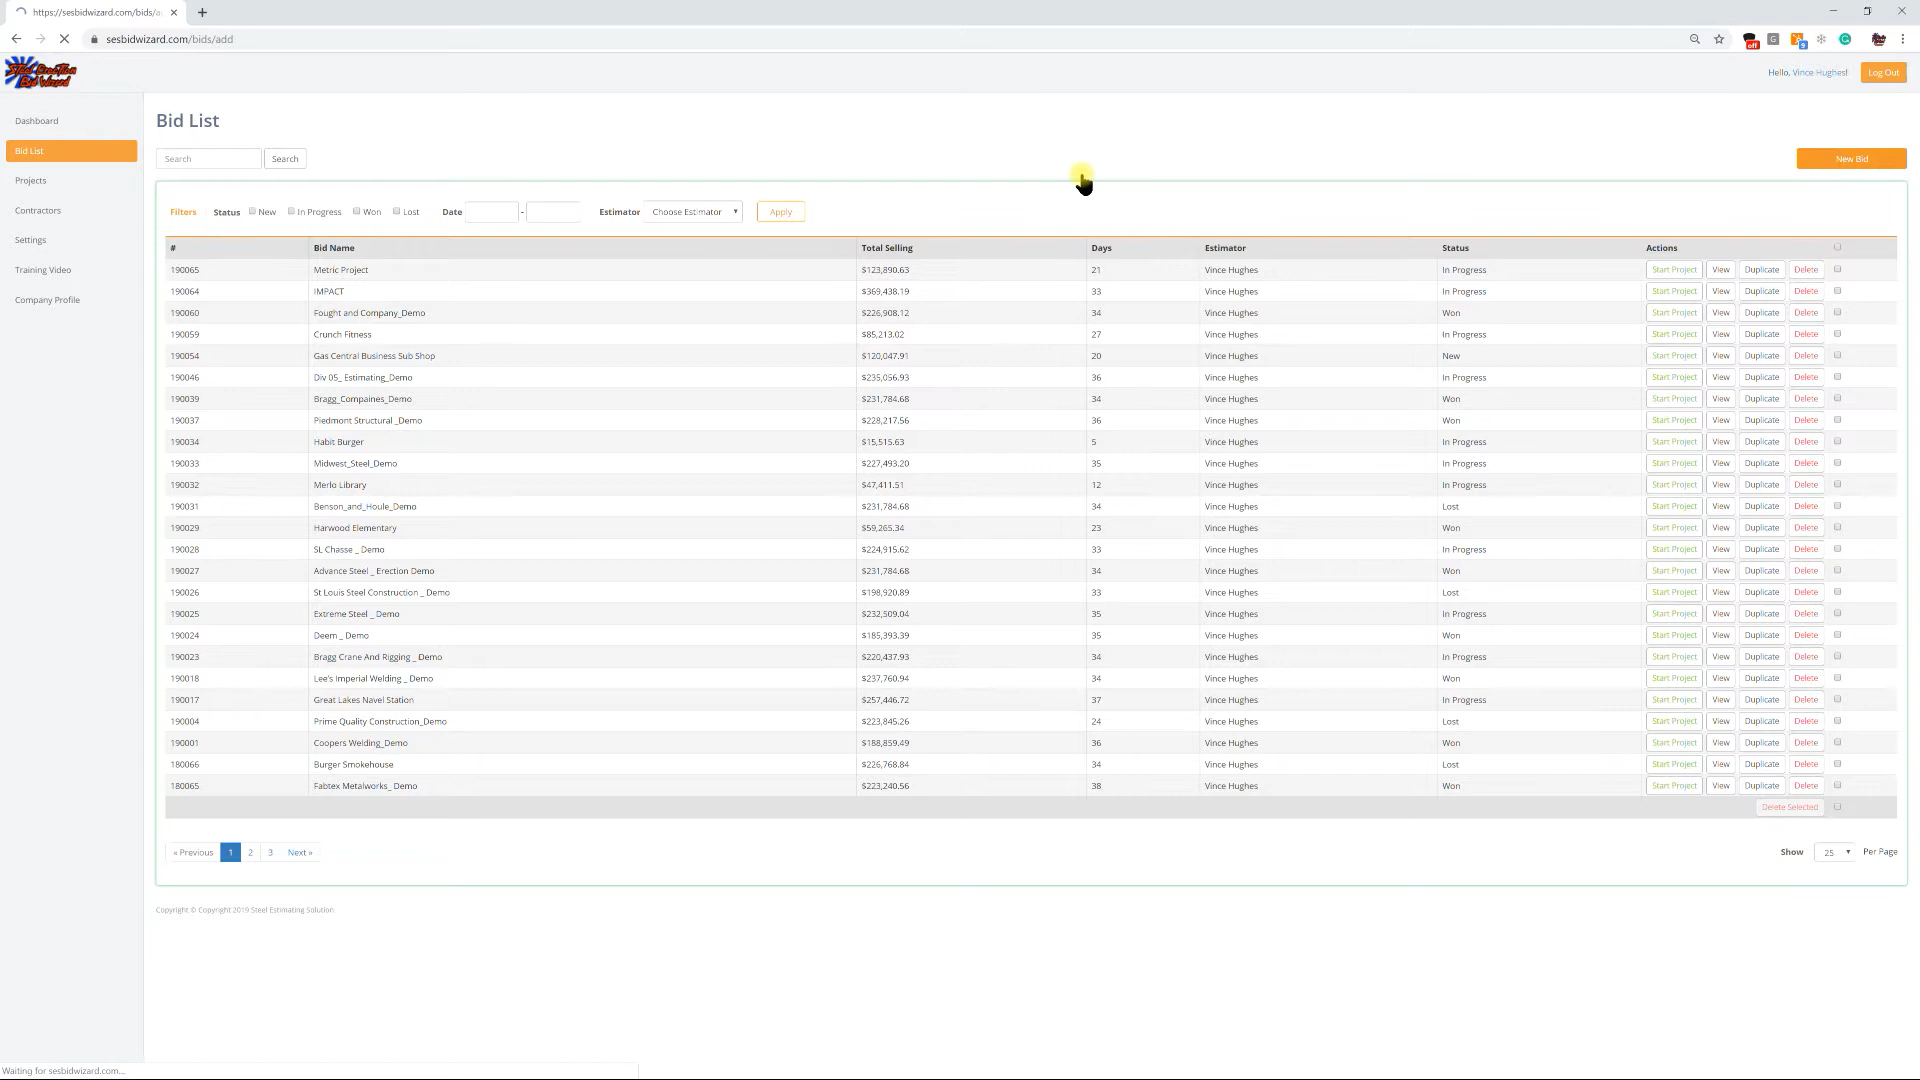 https://sesbidwizard.com/bids/a
sesbidwizard.com/bids/add
off
G
9
Steel Erection
Bid Wizard
Hello, Vince Hughes!
Log Out
Dashboard
Bid List
Projects
Contractors
Settings
Training Video
Company Profile
Bid List
Search Search New Bid
Filters Status New In Progress Won Lost Date - Estimator Choose Estimator Apply
# Bid Name Total Selling Days Estimator Status Actions
190065 Metric Project $123,890.63 21 Vince Hughes In Progress Start Project View Duplicate Delete
190064 IMPACT $369,438.19 33 Vince Hughes In Progress Start Project View Duplicate Delete
190060 Fought and Company_Demo $226,908.12 34 Vince Hughes Won Start Project View Duplicate Delete
190059 Crunch Fitness $85,213.02 27 Vince Hughes In Progress Start Project View Duplicate Delete
190054 Gas Central Business Sub Shop $120,047.91 20 Vince Hughes New Start Project View Duplicate Delete
190046 Div 05_ Estimating_Demo $235,056.93 36 Vince Hughes In Progress Start Project View Duplicate Delete
190039 Bragg_Compaines_Demo $231,784.68 34 Vince Hughes Won Start Project View Duplicate Delete
190037 Piedmont Structural _Demo $228,217.56 36 Vince Hughes Won Start Project View Duplicate Delete
190034 Habit Burger $15,515.63 5 Vince Hughes In Progress Start Project View Duplicate Delete
190033 Midwest_Steel_Demo $227,493.20 35 Vince Hughes In Progress Start Project View Duplicate Delete
190032 Merlo Library $47,411.51 12 Vince Hughes In Progress Start Project View Duplicate Delete
190031 Benson_and_Houle_Demo $231,784.68 34 Vince Hughes Lost Start Project View Duplicate Delete
190029 Harwood Elementary $59,265.34 23 Vince Hughes Won Start Project View Duplicate Delete
190028 SL Chasse _ Demo $224,915.62 33 Vince Hughes In Progress Start Project View Duplicate Delete
190027 Advance Steel _ Erection Demo $231,784.68 34 Vince Hughes Won Start Project View Duplicate Delete
190026 St Louis Steel Construction _ Demo $198,920.89 33 Vince Hughes Lost Start Project View Duplicate Delete
190025 Extreme Steel _ Demo $232,509.04 35 Vince Hughes In Progress Start Project View Duplicate Delete
190024 Deem _ Demo $185,393.39 35 Vince Hughes Won Start Project View Duplicate Delete
190023 Bragg Crane And Rigging _ Demo $220,437.93 34 Vince Hughes In Progress Start Project View Duplicate Delete
190018 Lee's Imperial Welding _ Demo $237,760.94 34 Vince Hughes Won Start Project View Duplicate Delete
190017 Great Lakes Navel Station $257,446.72 37 Vince Hughes In Progress Start Project View Duplicate Delete
190004 Prime Quality Construction_Demo $223,845.26 24 Vince Hughes Lost Start Project View Duplicate Delete
190001 Coopers Welding_Demo $188,859.49 36 Vince Hughes Won Start Project View Duplicate Delete
180066 Burger Smokehouse $226,768.84 34 Vince Hughes Lost Start Project View Duplicate Delete
180065 Fabtex Metalworks_ Demo $223,240.56 38 Vince Hughes Won Start Project View Duplicate Delete
Delete Selected
« Previous 1 2 3 Next » Show 25 Per Page
Copyright © Copyright 2019 Steel Estimating Solution
Waiting for sesbidwizard.com...